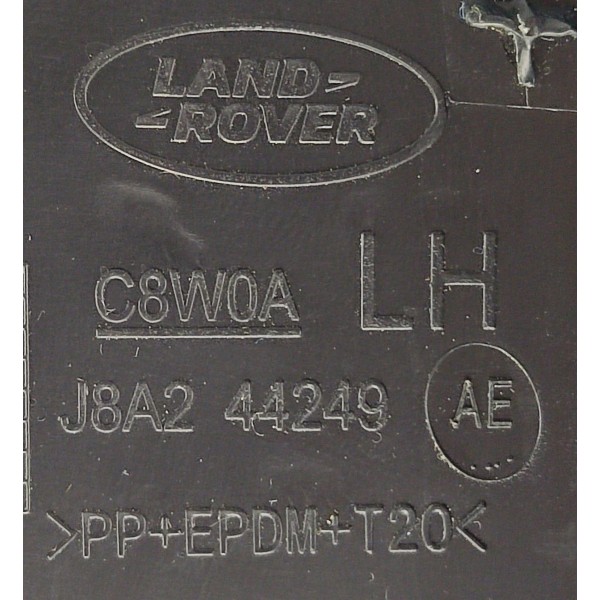 LAND
ROVER
C8W0A LH
J8A2 44249 AE
>PP+EPDM+T20<